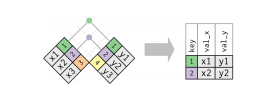 1 x1
2 x2
3 x3
1 y1
2 y2
4 y3
key val_x val_y
1 x1 y1
2 x2 y2